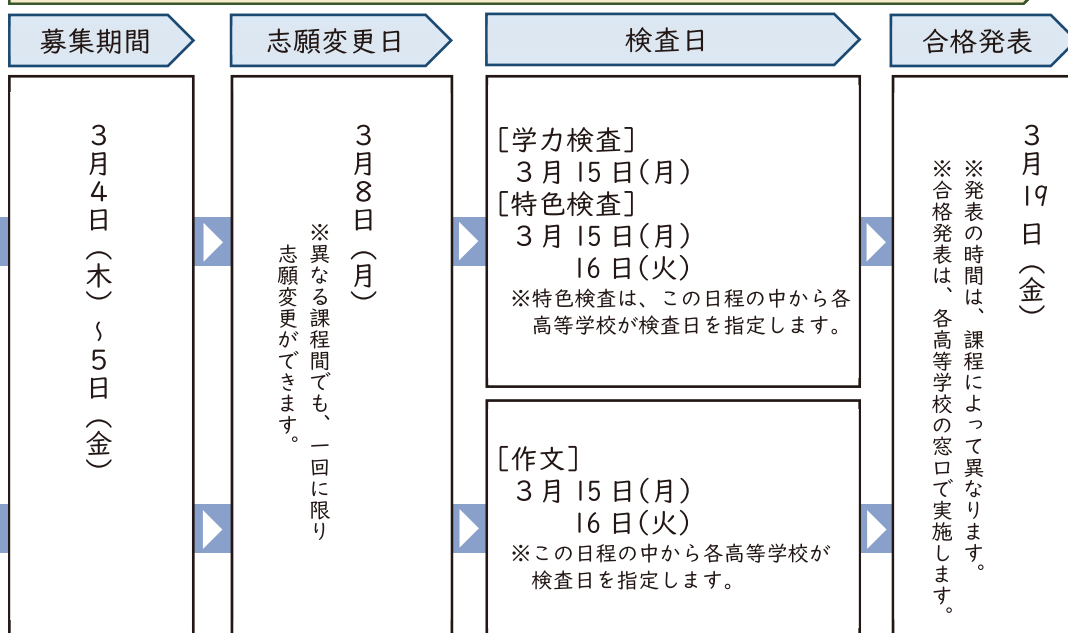 募集期間
志願変更日
検査日
合格発表
3月4日(木)～5日(金)
3月8日(月)
※異なる課程間でも、一回に限り
志願変更ができます。
[学力検査]
3月15日(月)
[特色検査]
3月15日(月)
16日(火)
※特色検査は、この日程の中から各
高等学校が検査日を指定します。
[作文]
3月15日(月)
16日(火)
※この日程の中から各高等学校が
検査日を指定します。
3月19日(金)
※発表の時間は、課程によって異なります。
※合格発表は、各高等学校の窓口で実施します。